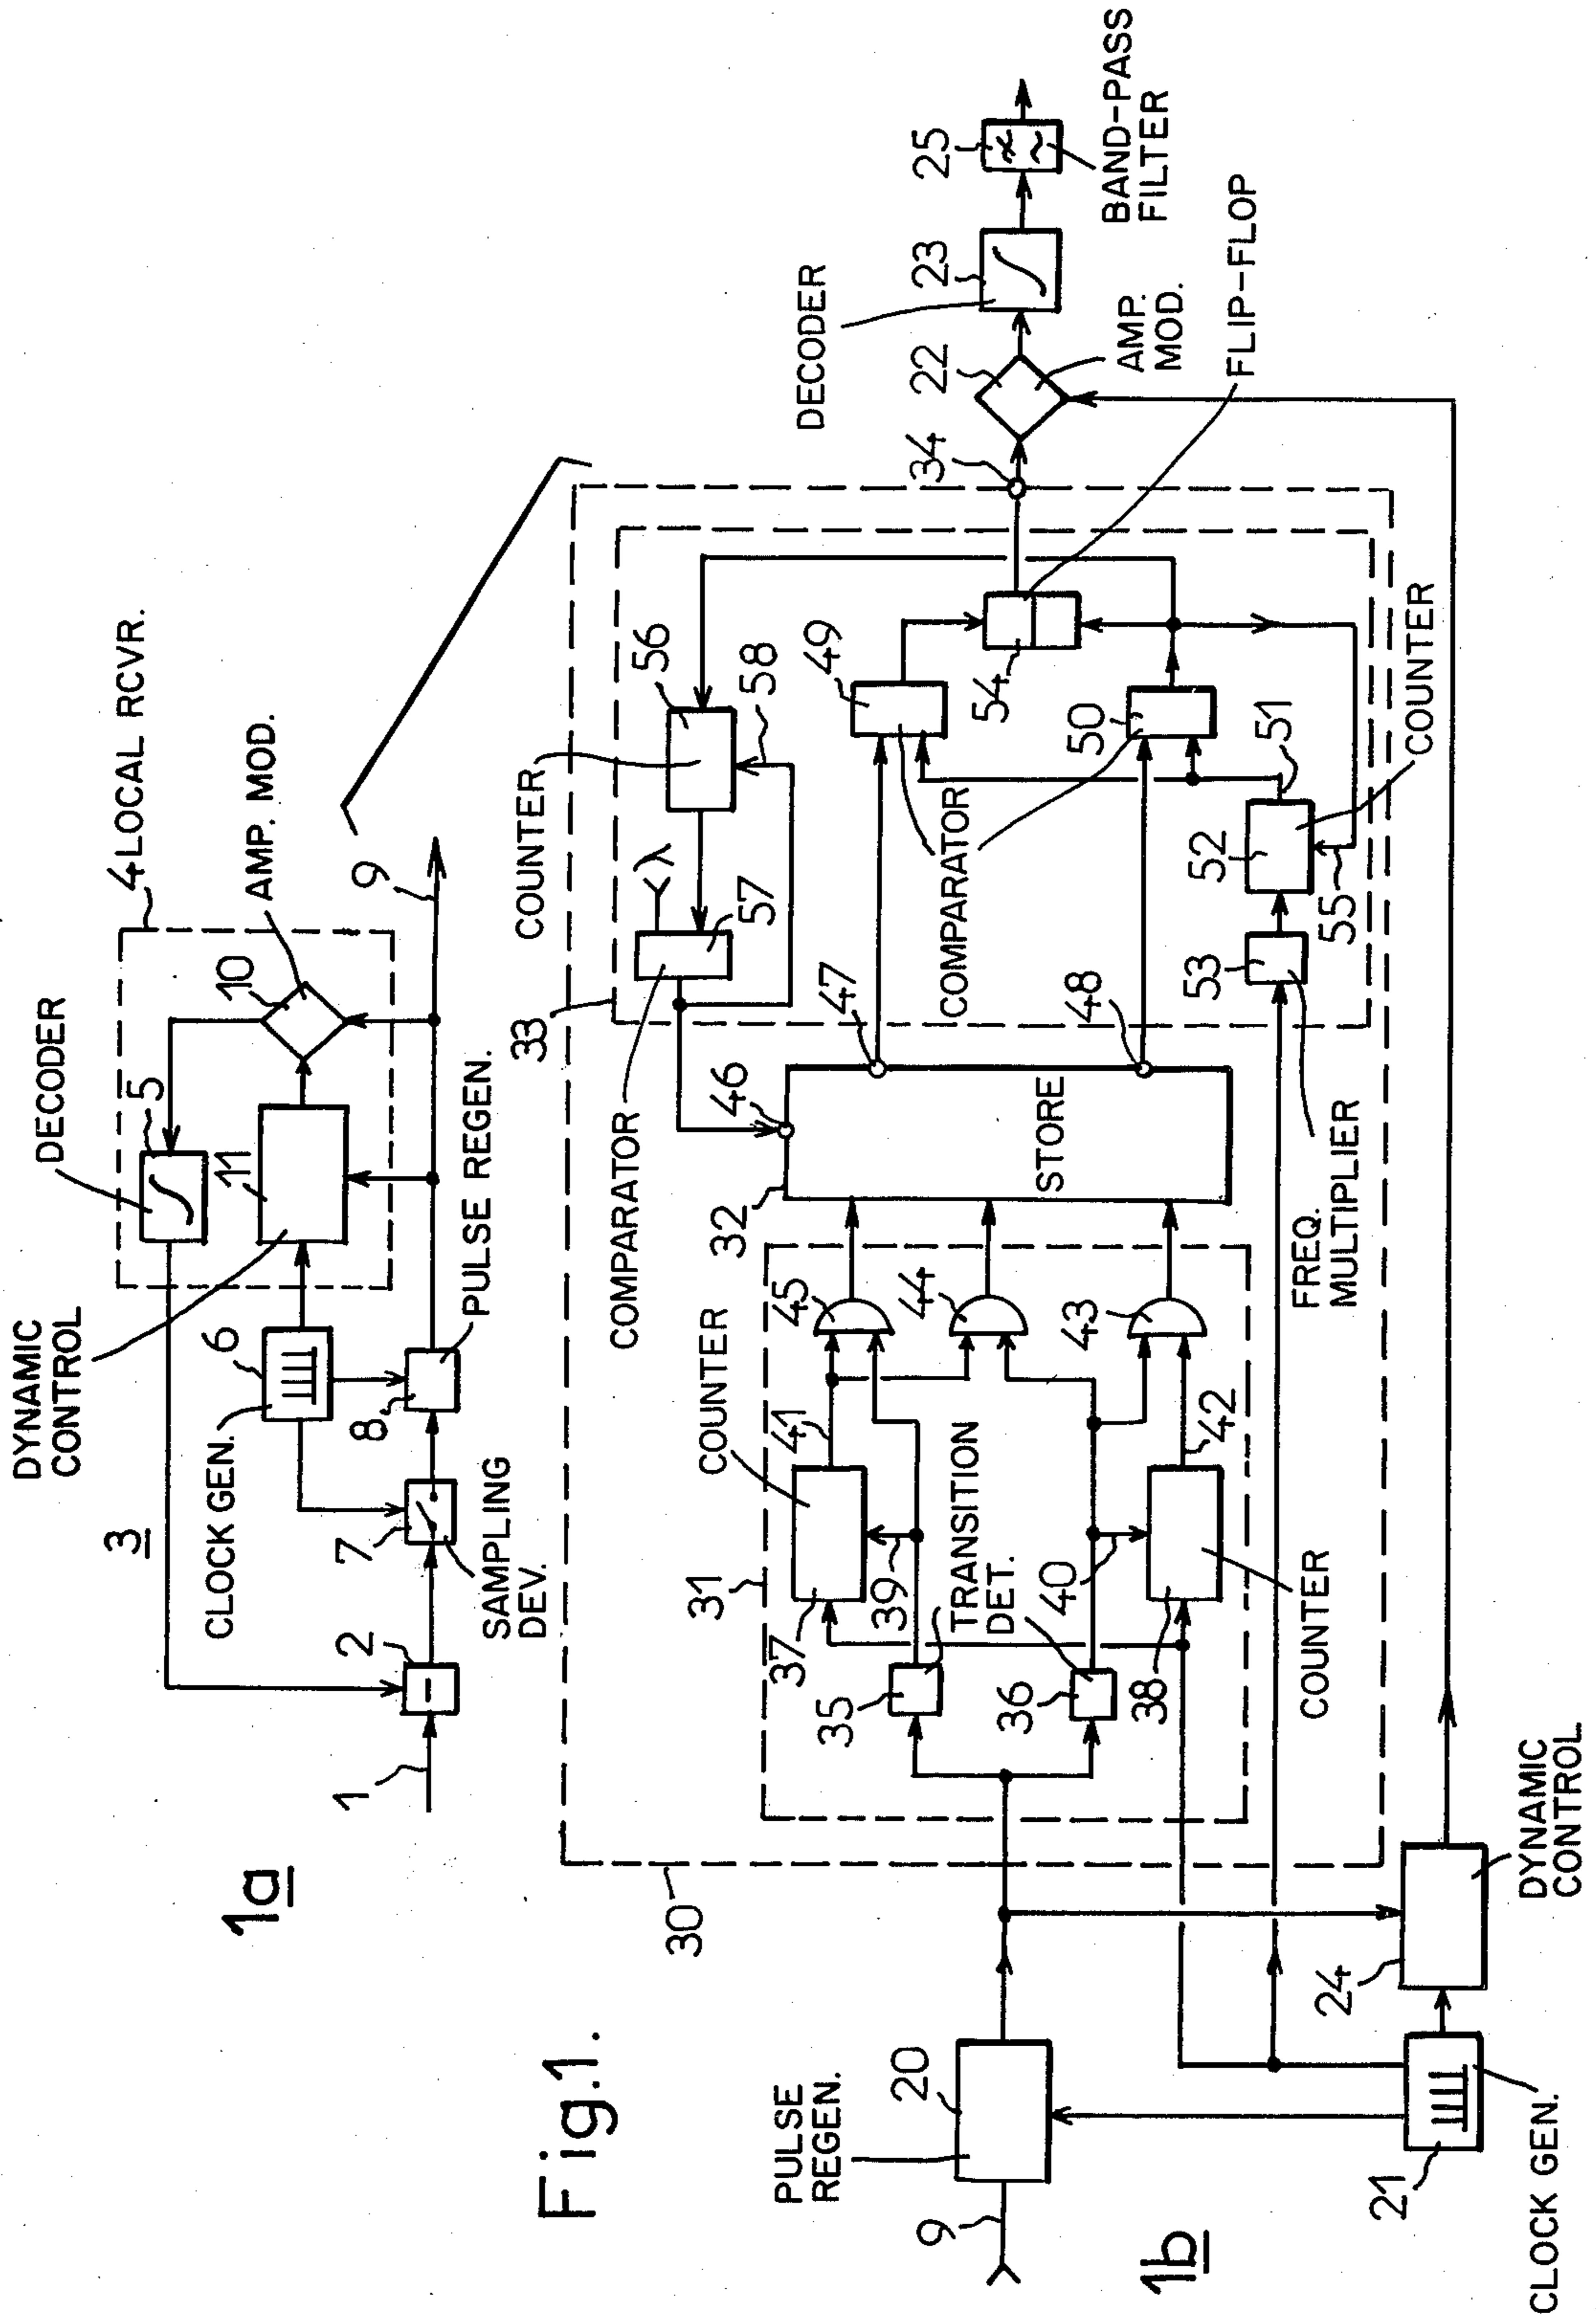 Fig.1.
1a
1
2
3
DYNAMIC
CONTROL
DECODER
5
4 LOCAL RCVR.
AMP. MOD.
10
11
9
CLOCK GEN.
6
7
8
SAMPLING
DEV.
PULSE REGEN.
1b
9
PULSE
REGEN.
20
21
CLOCK GEN.
24
DYNAMIC
CONTROL
30
31
35
36
37
38
39
40
TRANSITION
DET.
COUNTER
41
42
COUNTER
43
44
45
32
STORE
46
47
48
33
COMPARATOR
COUNTER
56
57
58
λ
COMPARATOR
49
50
51
52
53
54
55
FREQ.
MULTIPLIER
COUNTER
FLIP-FLOP
34
22
AMP.
MOD.
DECODER
23
25
BAND-PASS
FILTER